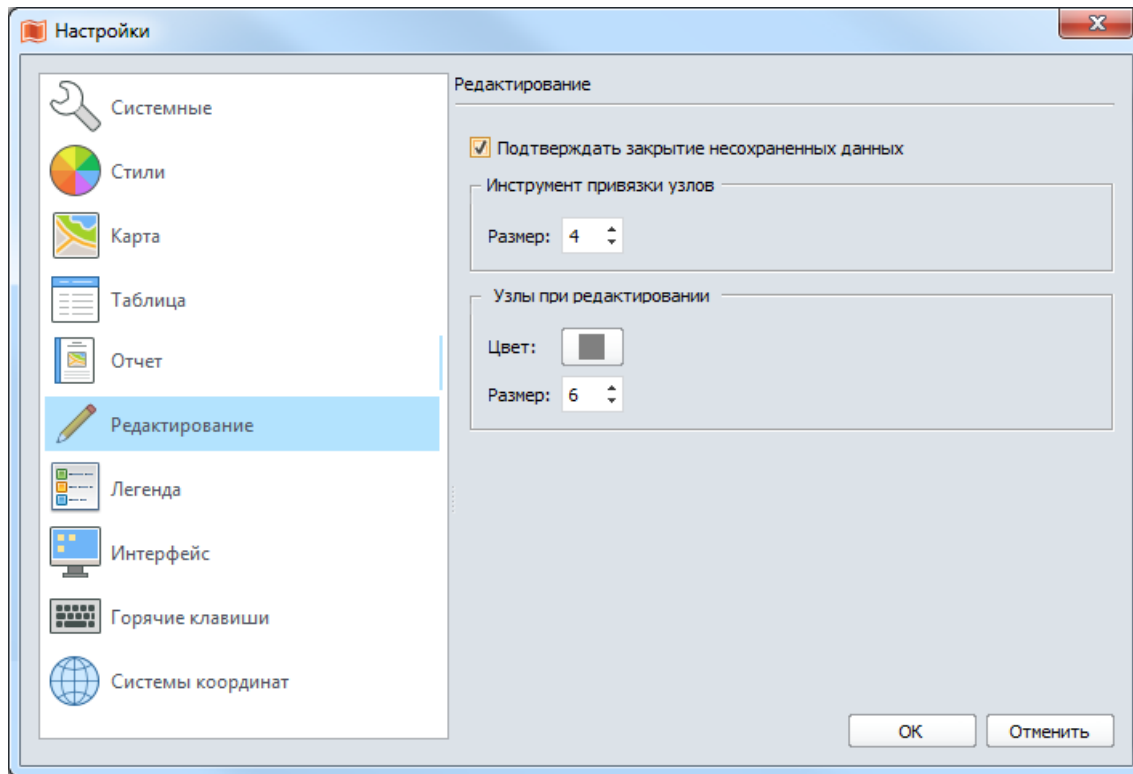 Настройки
Системные
Стили
Карта
Таблица
Отчет
Редактирование
Легенда
Интерфейс
Горячие клавиши
Системы координат
Редактирование
Подтверждать закрытие несохраненных данных
Инструмент привязки узлов
Размер: 4
Узлы при редактировании
Цвет:
Размер: 6
OK Отменить